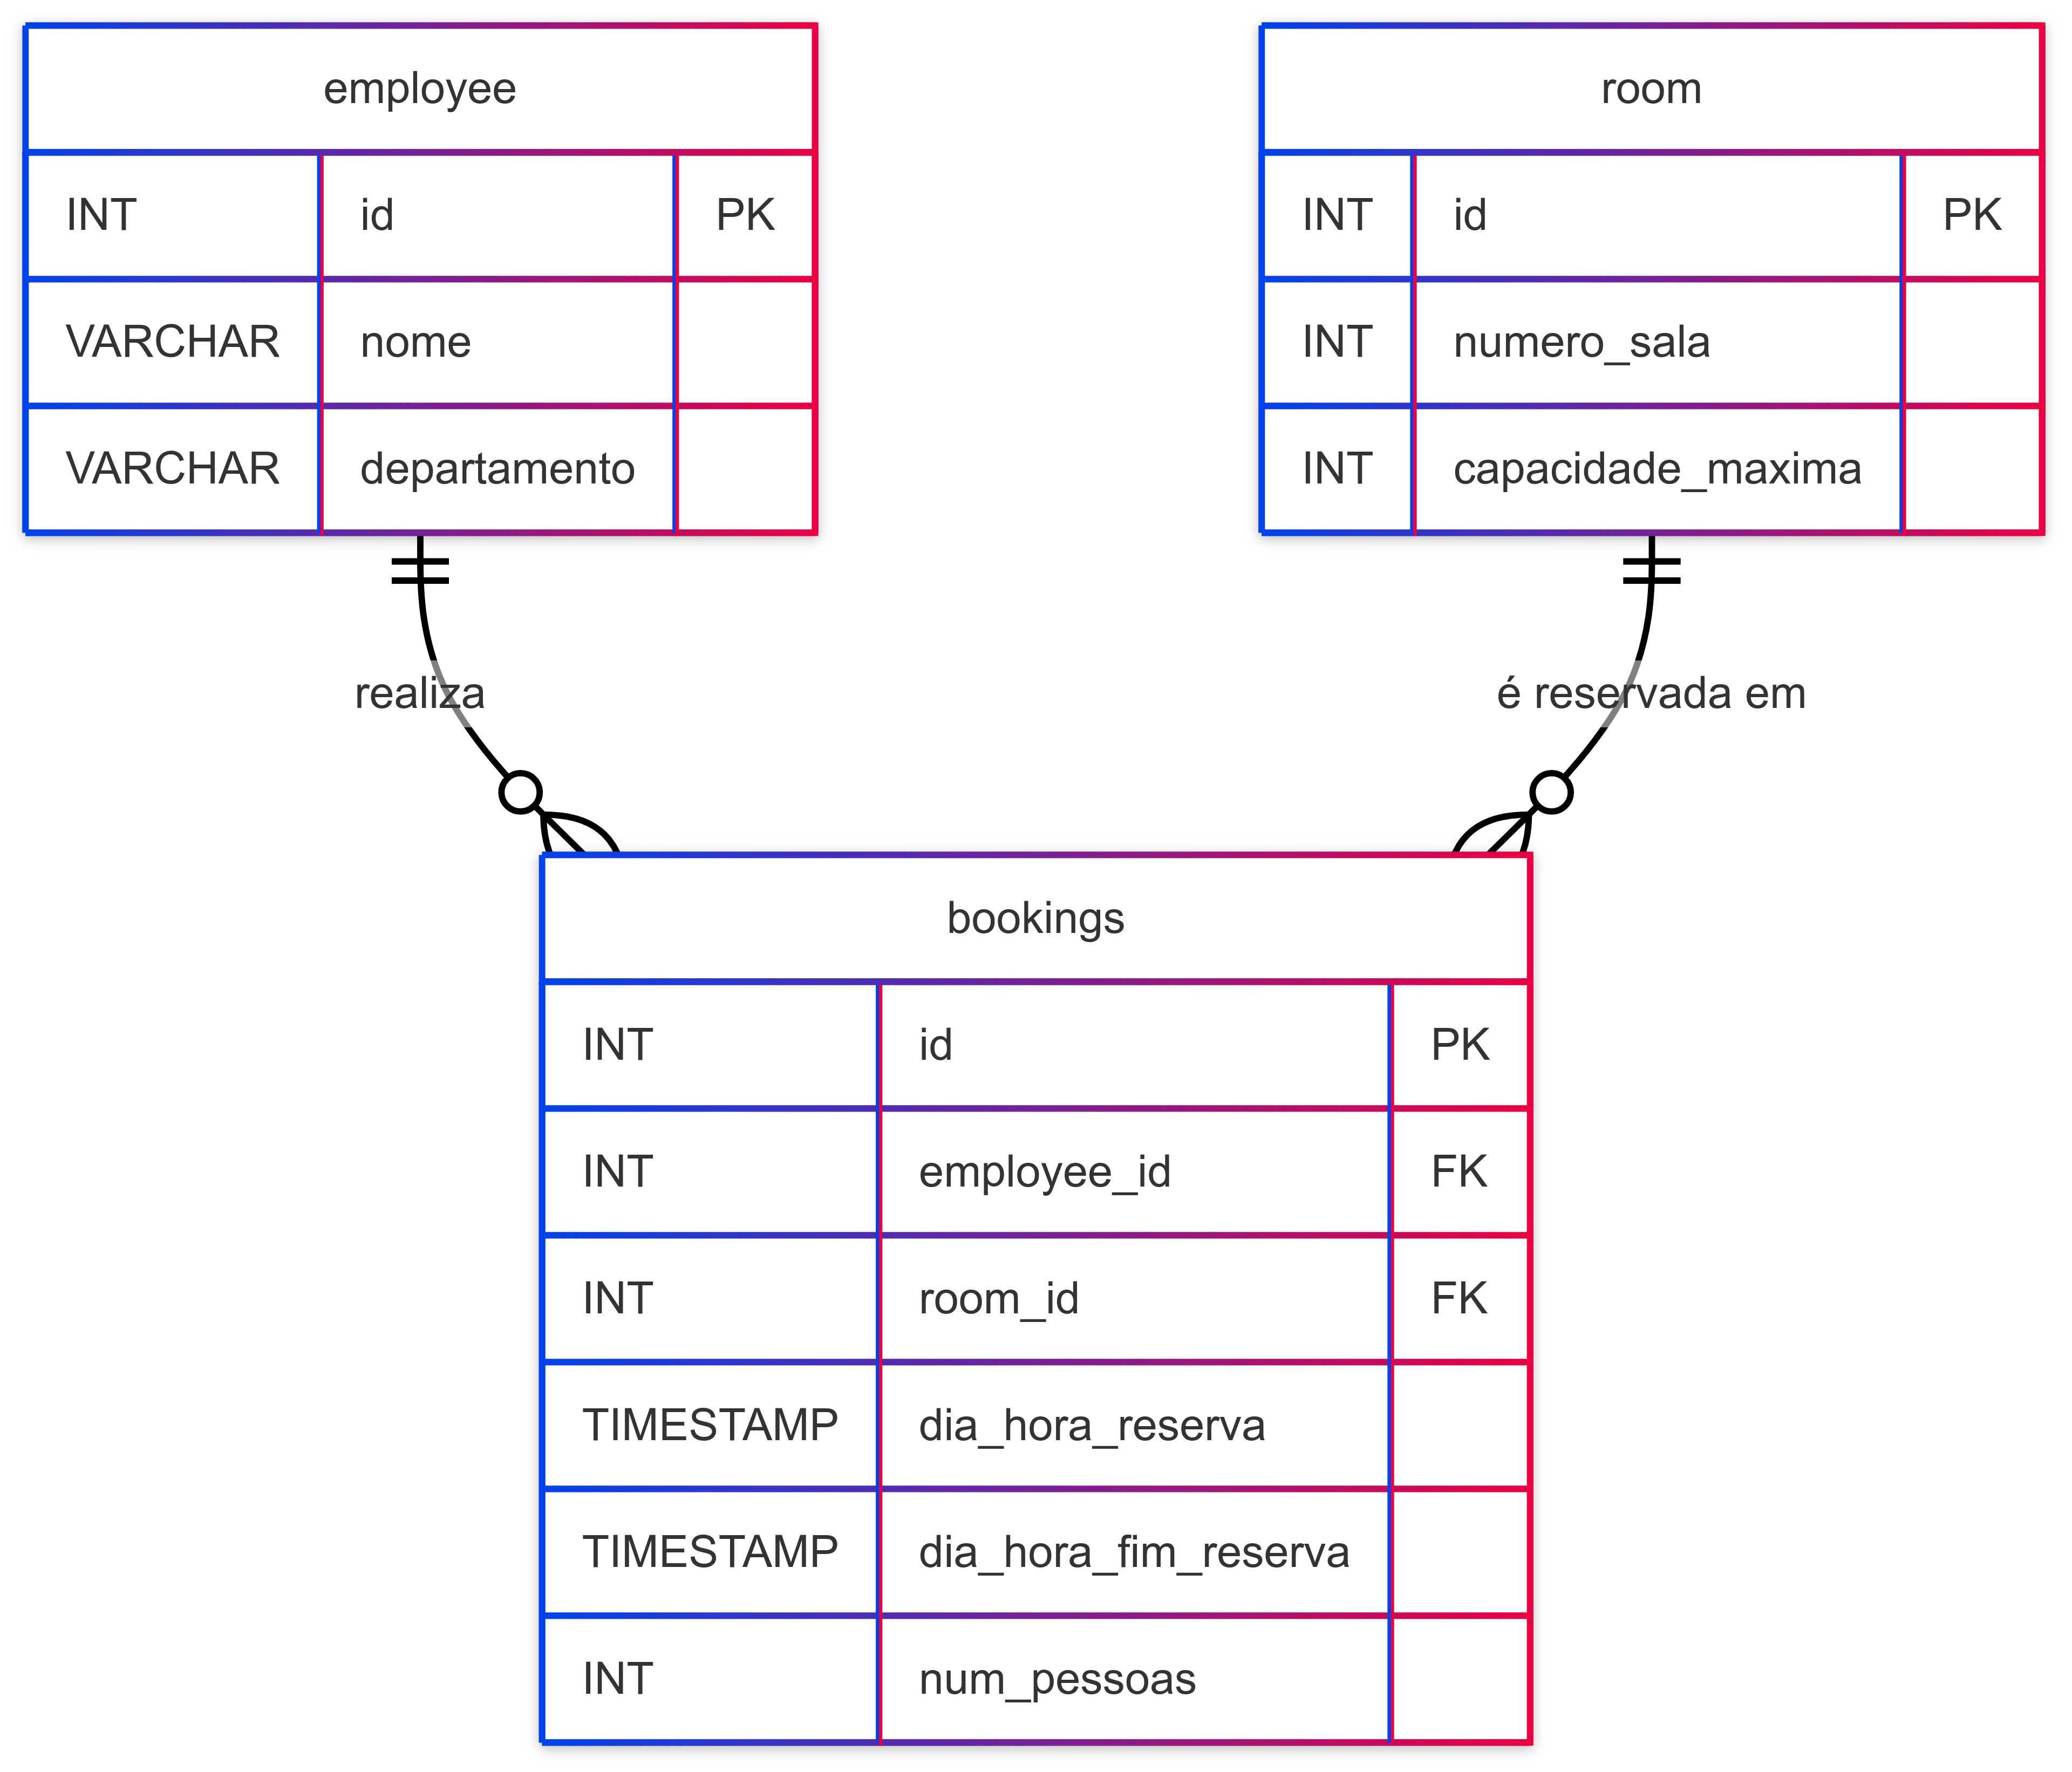 employee
INT id PK
VARCHAR nome
VARCHAR departamento
room
INT id PK
INT numero_sala
INT capacidade_maxima
realiza
é reservada em
bookings
INT id PK
INT employee_id FK
INT room_id FK
TIMESTAMP dia_hora_reserva
TIMESTAMP dia_hora_fim_reserva
INT num_pessoas